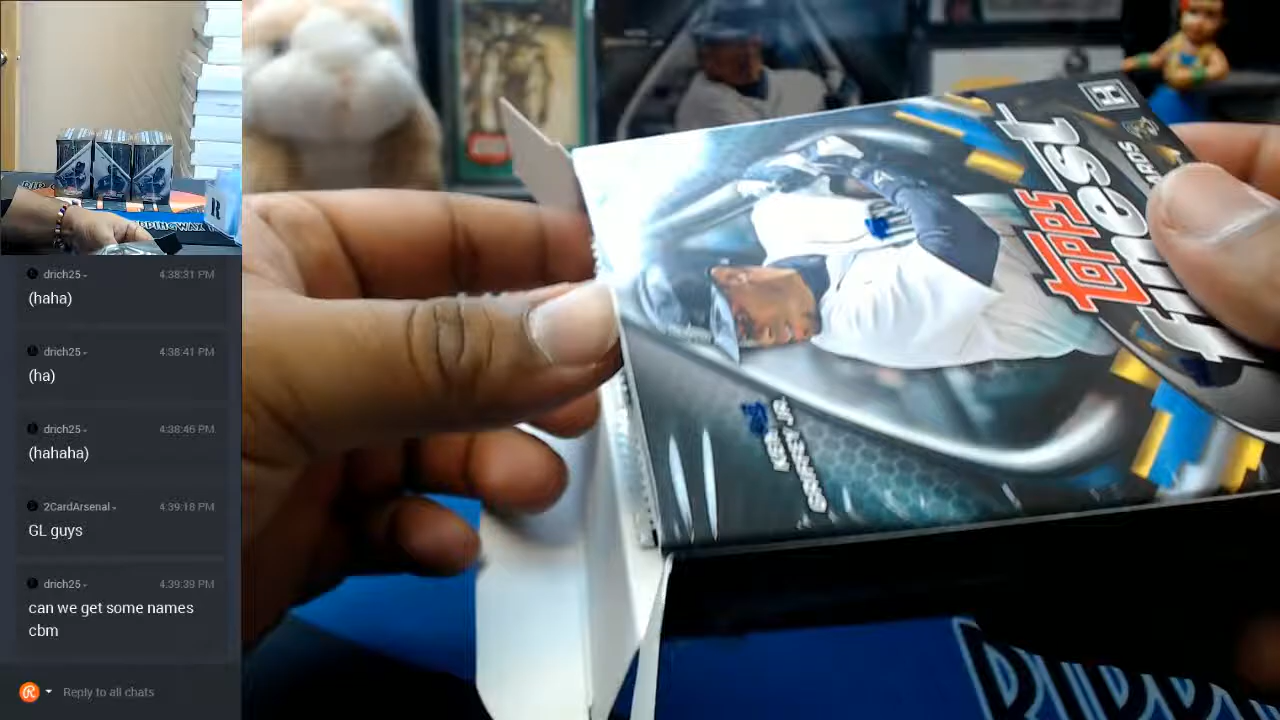 drich25
4:38:31 PM
(haha)
drich25
4:38:41 PM
(ha)
drich25
4:38:46 PM
(hahaha)
2CardArsenal
4:39:18 PM
GL guys
drich25
4:39:39 PM
can we get some names
cbm
Reply to all chats
topps
finest
CARDS
H
R